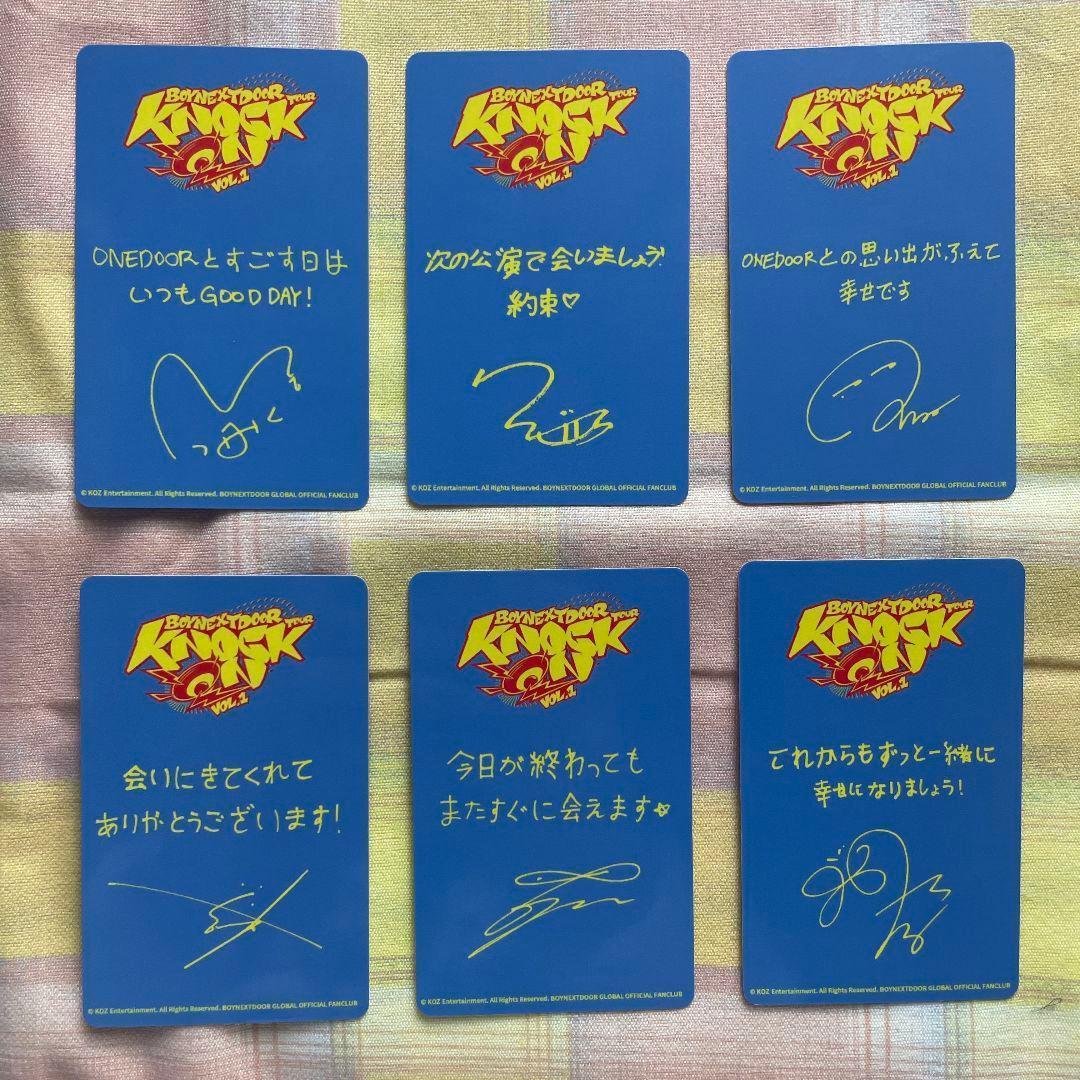 BOYNEXTDOOR
TOUR
KNOCK
ON
VOL.1
ONEDOORとすごす日は
いつもGOOD DAY!
© KOZ Entertainment. All Rights Reserved. BOYNEXTDOOR GLOBAL OFFICIAL FANCLUB
BOYNEXTDOOR
TOUR
KNOCK
ON
VOL.1
次の公演で会いましょう!
約束♡
© KOZ Entertainment. All Rights Reserved. BOYNEXTDOOR GLOBAL OFFICIAL FANCLUB
BOYNEXTDOOR
TOUR
KNOCK
ON
VOL.1
ONEDOORとの思い出がふえて
幸せです
© KOZ Entertainment. All Rights Reserved. BOYNEXTDOOR GLOBAL OFFICIAL FANCLUB
BOYNEXTDOOR
TOUR
KNOCK
ON
VOL.1
会いにきてくれて
ありがとうございます!
© KOZ Entertainment. All Rights Reserved. BOYNEXTDOOR GLOBAL OFFICIAL FANCLUB
BOYNEXTDOOR
TOUR
KNOCK
ON
VOL.1
今日が終わっても
またすぐに会えます♡
© KOZ Entertainment. All Rights Reserved. BOYNEXTDOOR GLOBAL OFFICIAL FANCLUB
BOYNEXTDOOR
TOUR
KNOCK
ON
VOL.1
これからもずっと一緒に
幸せになりましょう!
© KOZ Entertainment. All Rights Reserved. BOYNEXTDOOR GLOBAL OFFICIAL FANCLUB